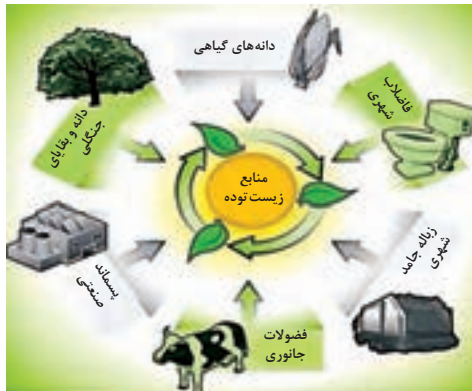 دانه‌های گیاهی
فاضلاب
شهری
زباله جامد
شهری
فضولات
جانوری
پسماند
صنعتی
دانه و بقایای
جنگلی
منابع
زیست‌توده